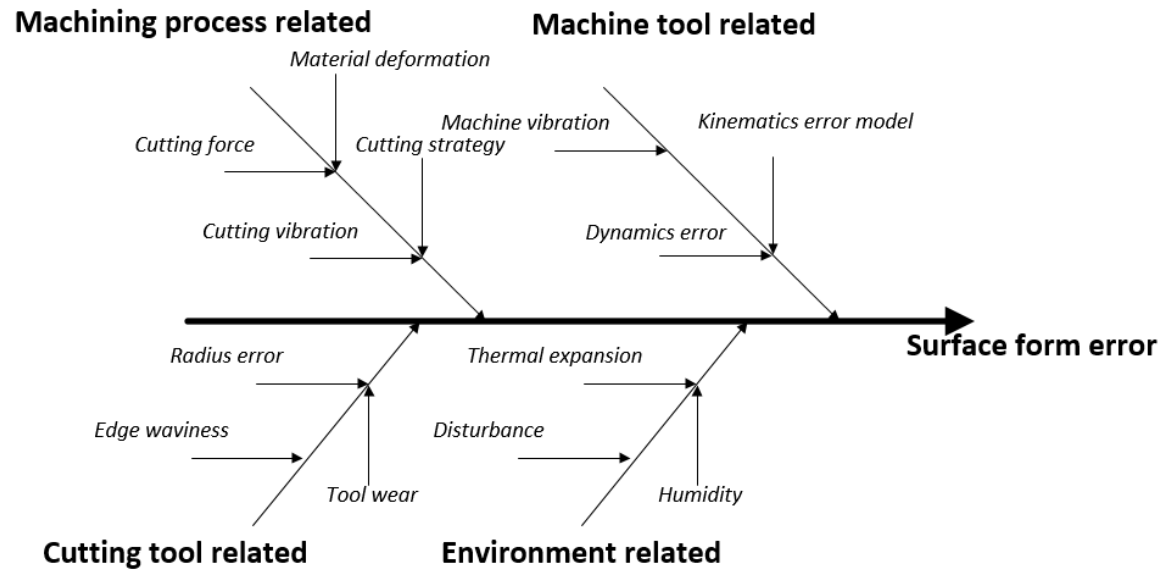 Machining process related
Machine tool related
Material deformation
Cutting force
Cutting strategy
Cutting vibration
Machine vibration
Kinematics error model
Dynamics error
Surface form error
Radius error
Edge waviness
Tool wear
Thermal expansion
Disturbance
Humidity
Cutting tool related
Environment related